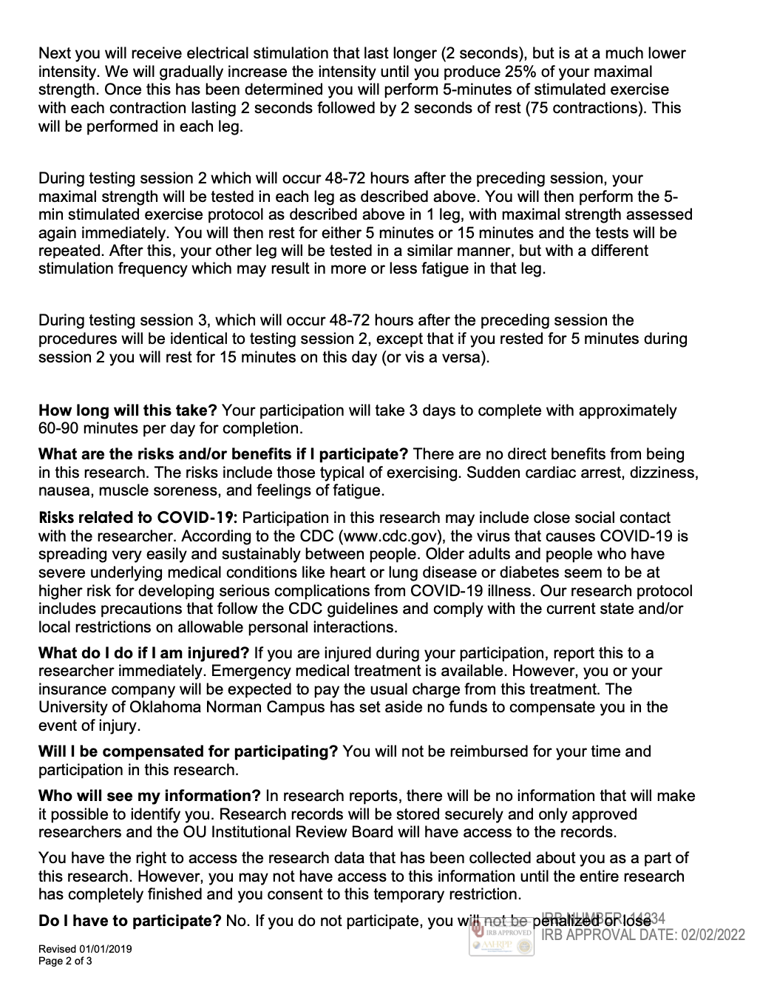 Next you will receive electrical stimulation that last longer (2 seconds), but is at a much lower
intensity. We will gradually increase the intensity until you produce 25% of your maximal
strength. Once this has been determined you will perform 5-minutes of stimulated exercise
with each contraction lasting 2 seconds followed by 2 seconds of rest (75 contractions). This
will be performed in each leg.
During testing session 2 which will occur 48-72 hours after the preceding session, your
maximal strength will be tested in each leg as described above. You will then perform the 5-
min stimulated exercise protocol as described above in 1 leg, with maximal strength assessed
again immediately. You will then rest for either 5 minutes or 15 minutes and the tests will be
repeated. After this, your other leg will be tested in a similar manner, but with a different
stimulation frequency which may result in more or less fatigue in that leg.
During testing session 3, which will occur 48-72 hours after the preceding session the
procedures will be identical to testing session 2, except that if you rested for 5 minutes during
session 2 you will rest for 15 minutes on this day (or vis a versa).
How long will this take? Your participation will take 3 days to complete with approximately
60-90 minutes per day for completion.
What are the risks and/or benefits if I participate? There are no direct benefits from being
in this research. The risks include those typical of exercising. Sudden cardiac arrest, dizziness,
nausea, muscle soreness, and feelings of fatigue.
Risks related to COVID-19: Participation in this research may include close social contact
with the researcher. According to the CDC (www.cdc.gov), the virus that causes COVID-19 is
spreading very easily and sustainably between people. Older adults and people who have
severe underlying medical conditions like heart or lung disease or diabetes seem to be at
higher risk for developing serious complications from COVID-19 illness. Our research protocol
includes precautions that follow the CDC guidelines and comply with the current state and/or
local restrictions on allowable personal interactions.
What do I do if I am injured? If you are injured during your participation, report this to a
researcher immediately. Emergency medical treatment is available. However, you or your
insurance company will be expected to pay the usual charge from this treatment. The
University of Oklahoma Norman Campus has set aside no funds to compensate you in the
event of injury.
Will I be compensated for participating? You will not be reimbursed for your time and
participation in this research.
Who will see my information? In research reports, there will be no information that will make
it possible to identify you. Research records will be stored securely and only approved
researchers and the OU Institutional Review Board will have access to the records.
You have the right to access the research data that has been collected about you as a part of
this research. However, you may not have access to this information until the entire research
has completely finished and you consent to this temporary restriction.
Do I have to participate? No. If you do not participate, you will not be penalized or lose
IRB NUMBER: 14234
IRB APPROVED
AAHRPP
IRB APPROVAL DATE: 02/02/2022
Revised 01/01/2019
Page 2 of 3